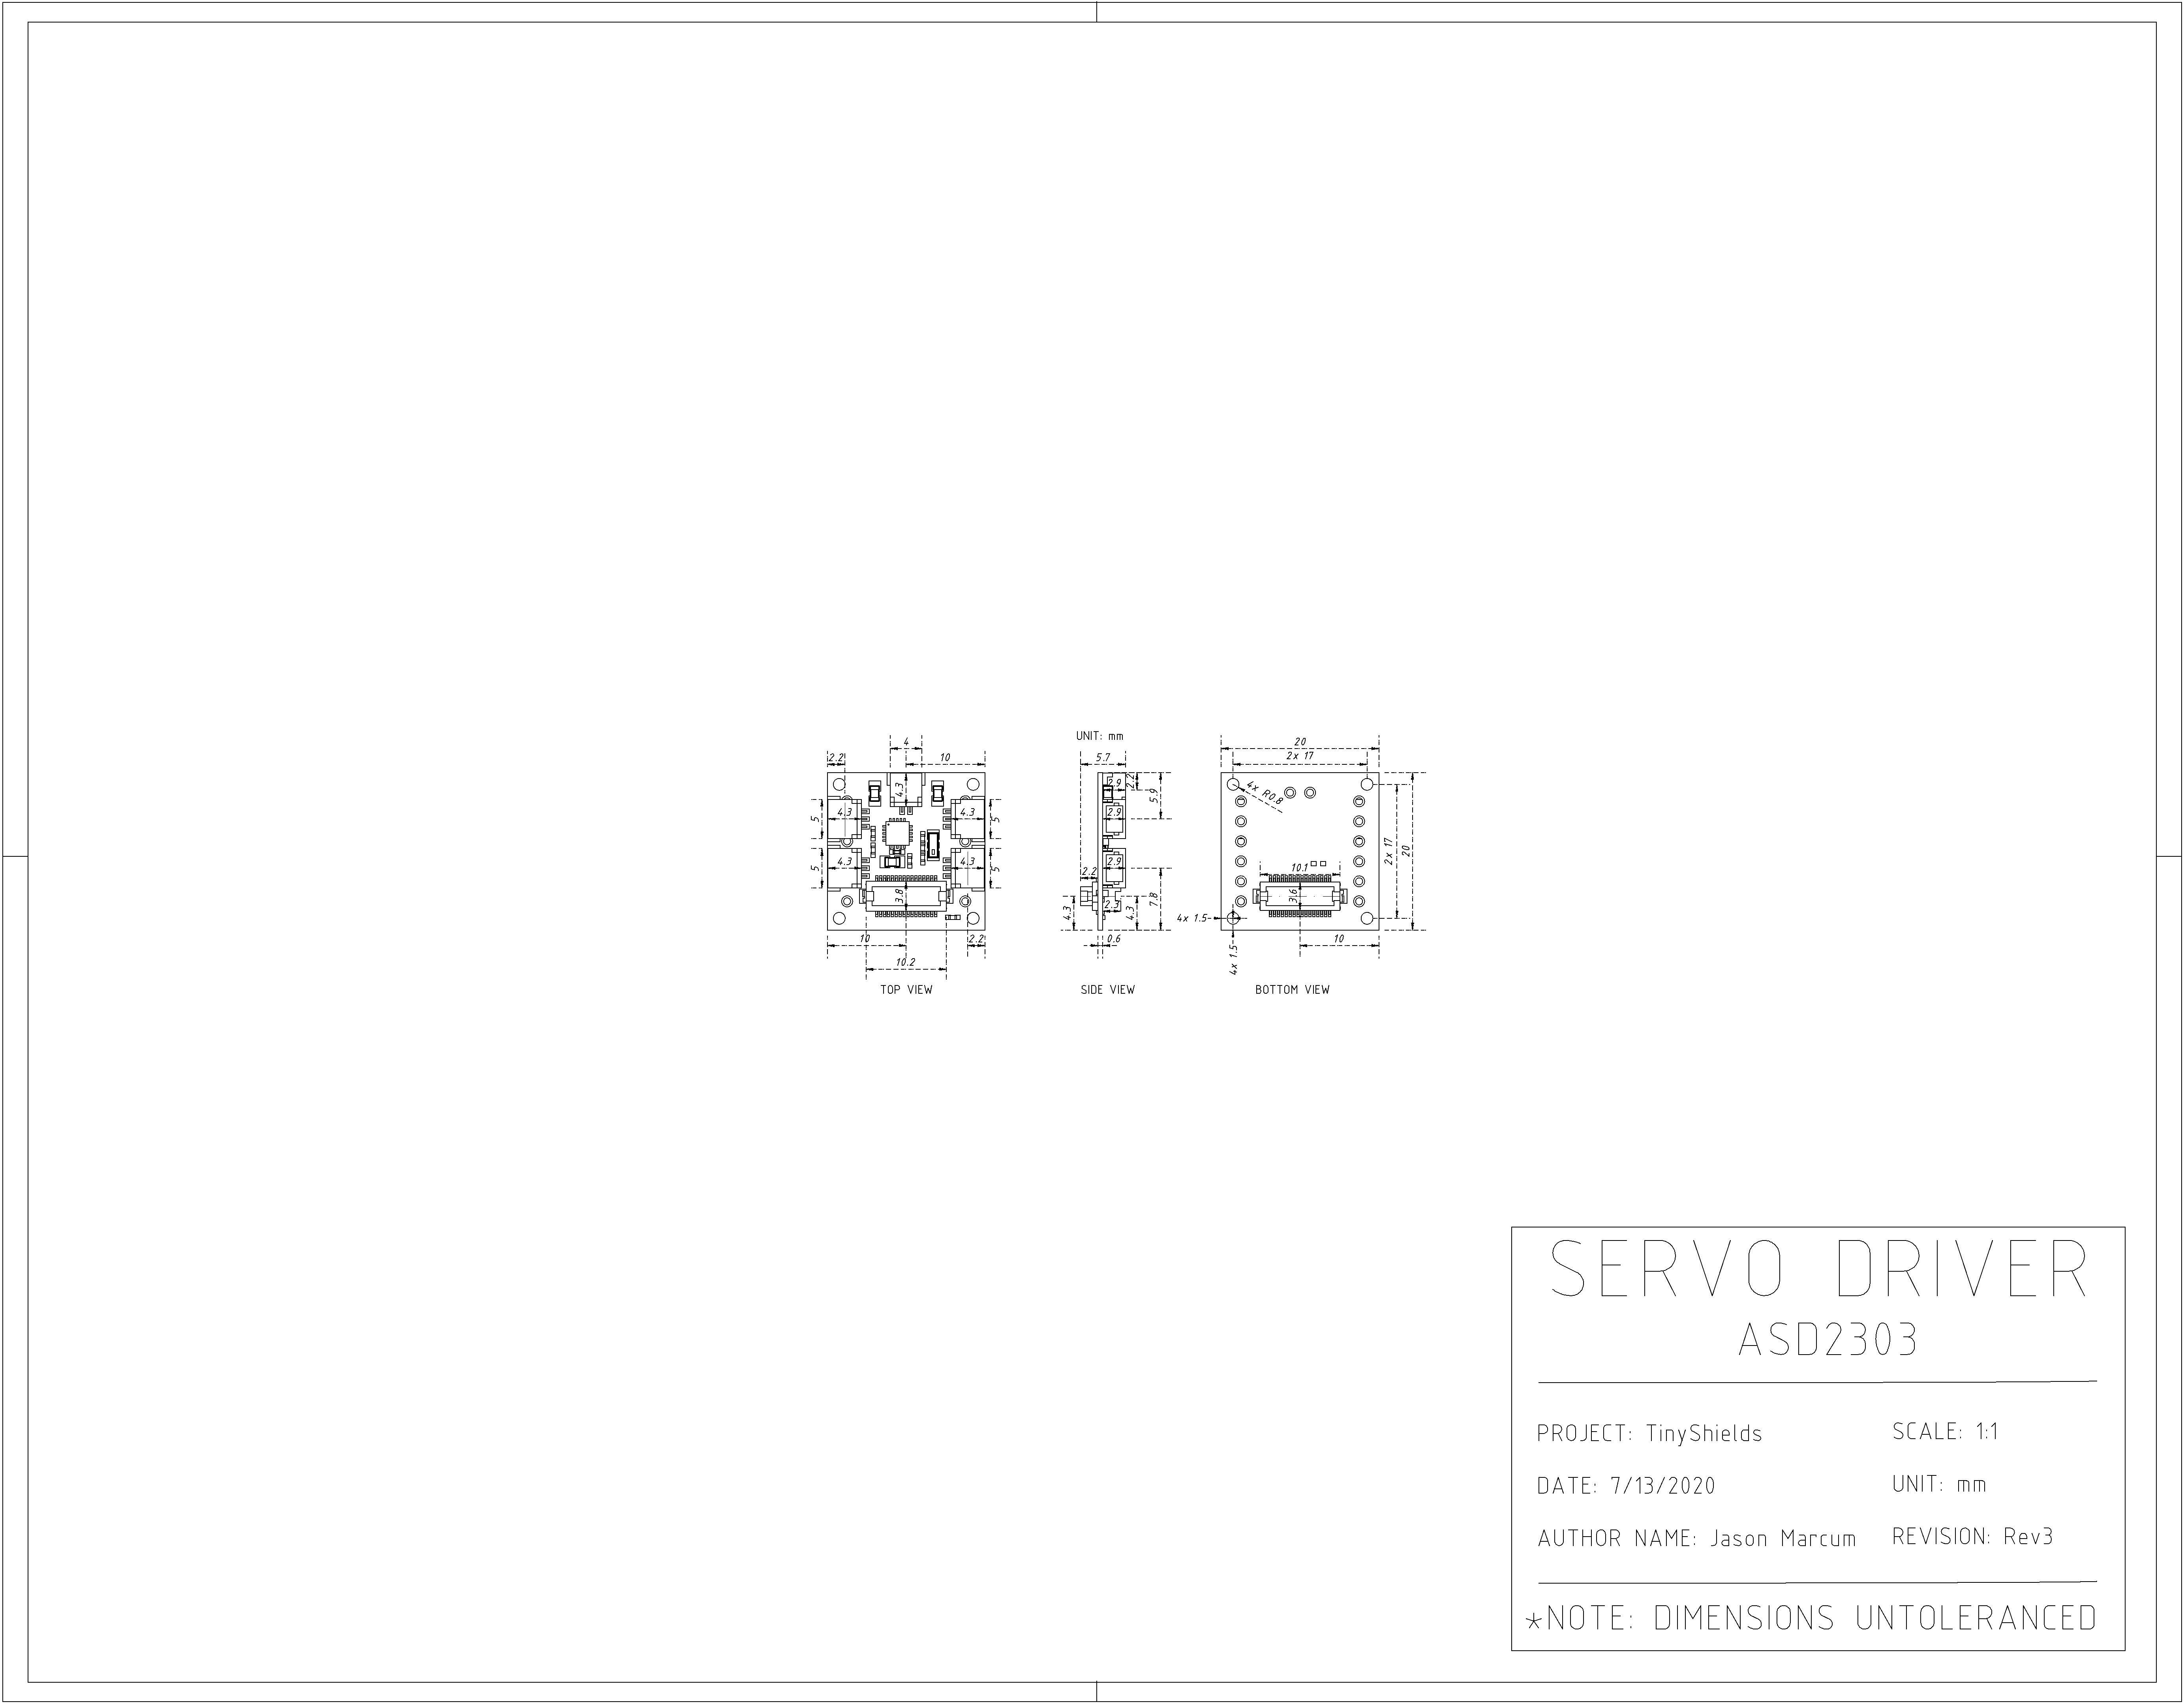 UNIT: mm
4
2.2
10
4.3
5
4.3
4.3
5
5
4.3
4.3
5
3.8
10
2.2
10.2
TOP VIEW
5.7
2.9
2.2
5.9
2.9
2.9
2.2
2.3
4.3
4.3
7.8
0.6
SIDE VIEW
20
2x 17
4x R0.8
2x 17
20
10.1
3.6
4x 1.5
4x 1.5
10
BOTTOM VIEW
SERVO DRIVER
ASD2303
PROJECT: TinyShields
SCALE: 1:1
DATE: 7/13/2020
UNIT: mm
AUTHOR NAME: Jason Marcum
REVISION: Rev3
*NOTE: DIMENSIONS UNTOLERANCED